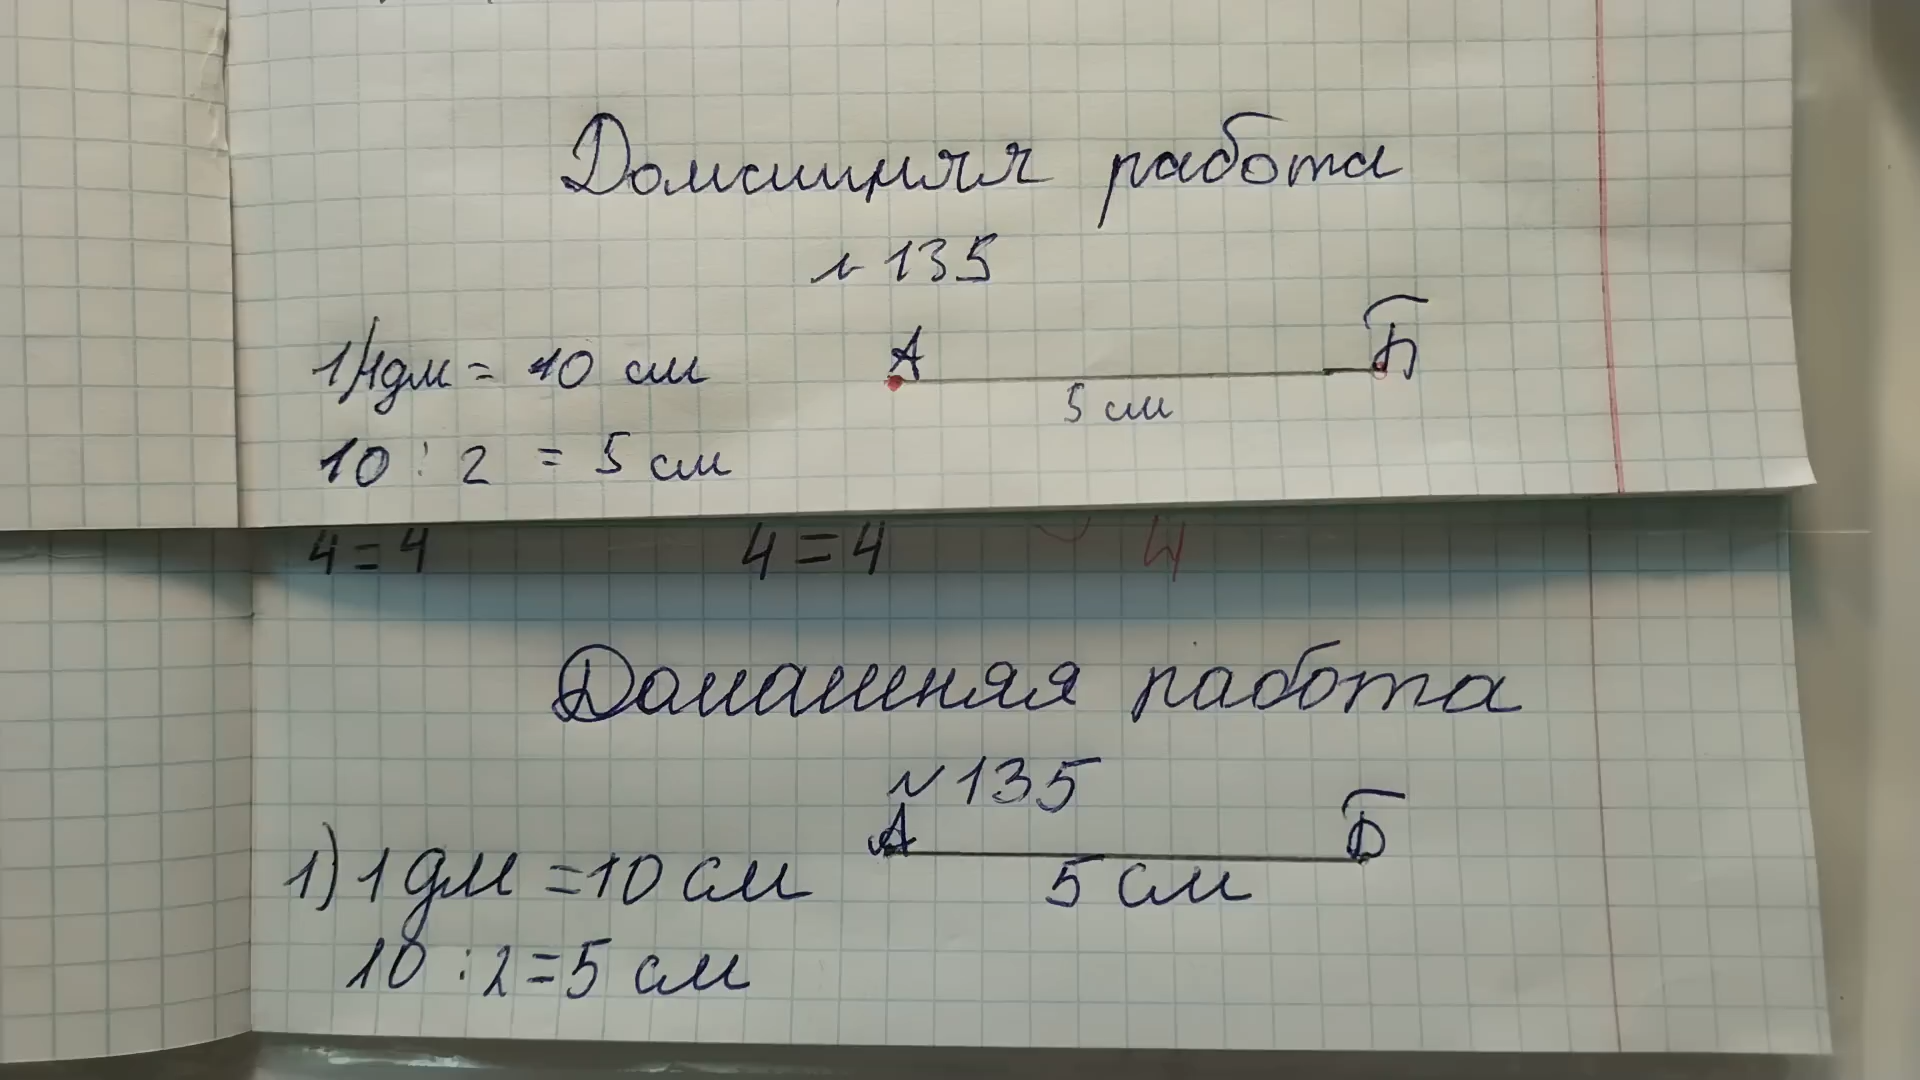 Домашняя работа
№ 135
1) 1 дм = 10 см
А Б
5 см
10 : 2 = 5 см
4 = 4 4 = 4 4
Домашняя работа
№ 135
А Б
1) 1 дм = 10 см
5 см
10 : 2 = 5 см